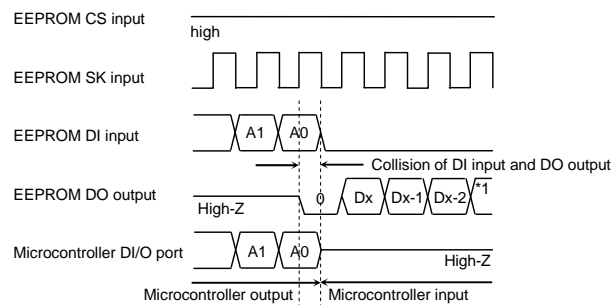 EEPROM CS input
high
EEPROM SK input
EEPROM DI input
A1 A0
Collision of DI input and DO output
EEPROM DO output
High-Z
0 Dx Dx-1 Dx-2 *1
Microcontroller DI/O port
A1 A0
High-Z
Microcontroller output Microcontroller input